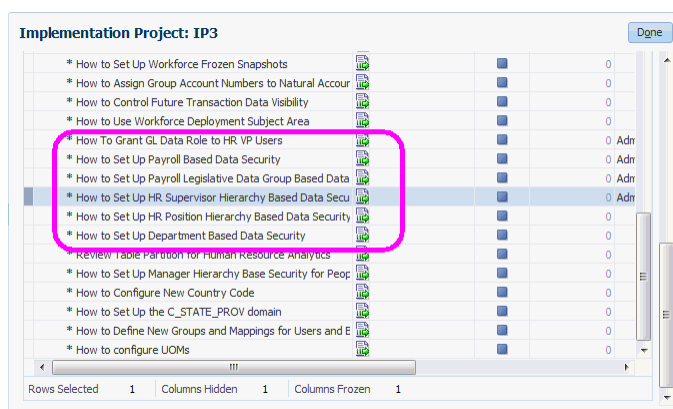 Implementation Project: IP3
Done
* How to Set Up Workforce Frozen Snapshots 0
* How to Assign Group Account Numbers to Natural Accour 0
* How to Control Future Transaction Data Visibility 0
* How to Use Workforce Deployment Subject Area 0
* How To Grant GL Data Role to HR VP Users 0 Adm
* How to Set Up Payroll Based Data Security 0
* How to Set Up Payroll Legislative Data Group Based Data 0 Adm
* How to Set Up HR Supervisor Hierarchy Based Data Secu 0 Adm
* How to Set Up HR Position Hierarchy Based Data Security 0
* How to Set Up Department Based Data Security 0
* Review Table Partition for Human Resource Analytics 0
* How to Set Up Manager Hierarchy Base Security for Peop 0
* How to Configure New Country Code 0
* How to Set Up the C_STATE_PROV domain 0
* How to Define New Groups and Mappings for Users and E 0
* How to configure UOMs 0
Rows Selected 1 Columns Hidden 1 Columns Frozen 1